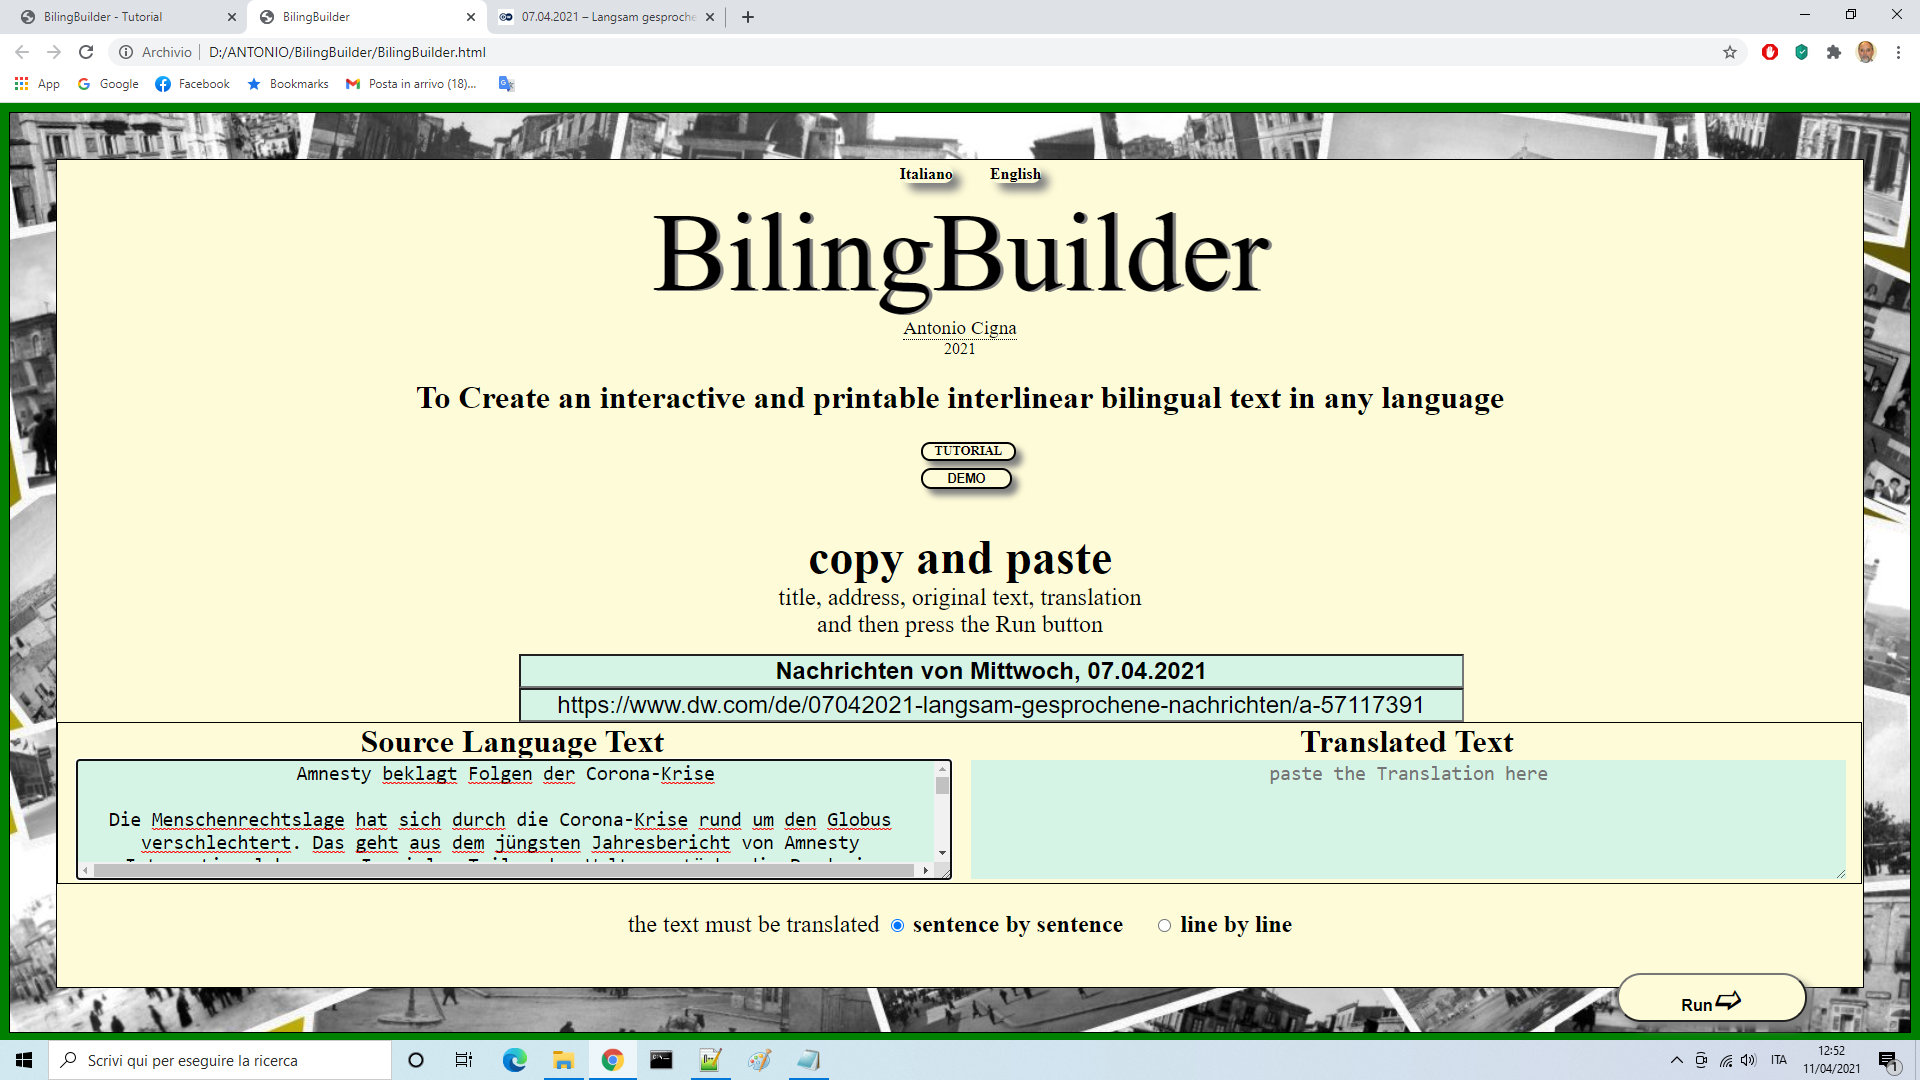 BilingBuilder - Tutorial
BilingBuilder
07.04.2021 – Langsam gesproche
Archivio
D:/ANTONIO/BilingBuilder/BilingBuilder.html
App
Google
Facebook
Bookmarks
Posta in arrivo (18)...
Italiano English
BilingBuilder
Antonio Cigna
2021
To Create an interactive and printable interlinear bilingual text in any language
TUTORIAL
DEMO
copy and paste
title, address, original text, translation
and then press the Run button
Nachrichten von Mittwoch, 07.04.2021
https://www.dw.com/de/07042021-langsam-gesprochene-nachrichten/a-57117391
Source Language Text
Amnesty beklagt Folgen der Corona-Krise
Die Menschenrechtslage hat sich durch die Corona-Krise rund um den Globus
verschlechtert. Das geht aus dem jüngsten Jahresbericht von Amnesty
Translated Text
paste the Translation here
the text must be translated sentence by sentence line by line
Run
Scrivi qui per eseguire la ricerca
ITA
12:52
11/04/2021
1